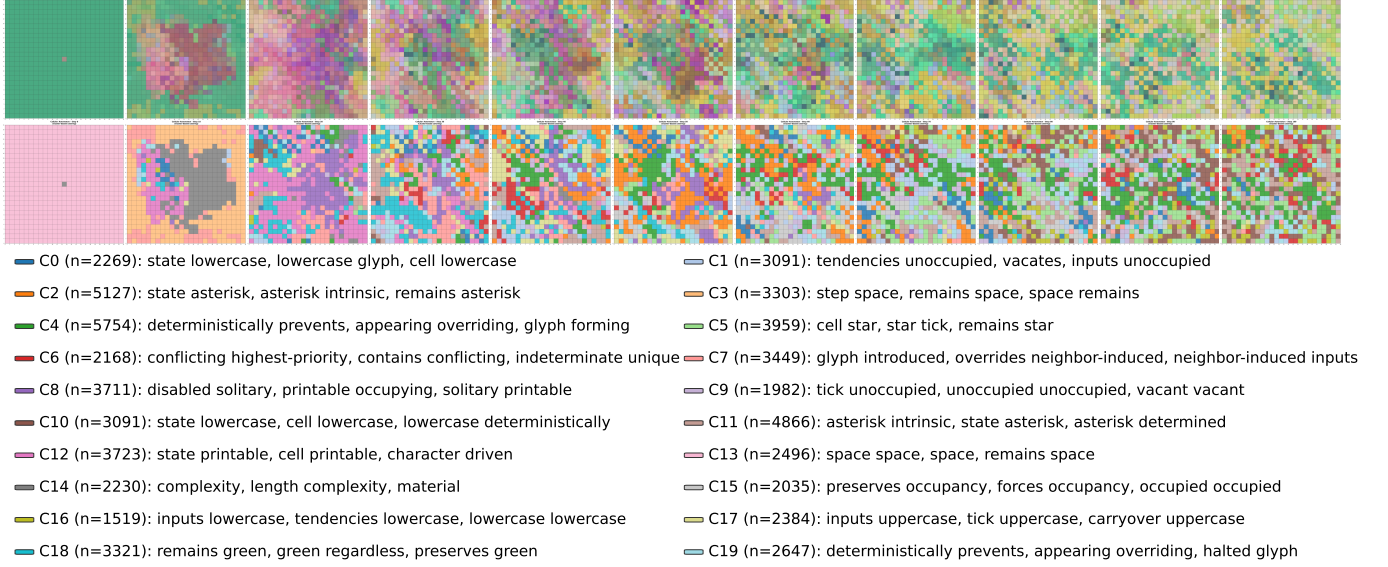 C0 (n=2269): state lowercase, lowercase glyph, cell lowercase
C1 (n=3091): tendencies unoccupied, vacates, inputs unoccupied
C2 (n=5127): state asterisk, asterisk intrinsic, remains asterisk
C3 (n=3303): step space, remains space, space remains
C4 (n=5754): deterministically prevents, appearing overriding, glyph forming
C5 (n=3959): cell star, star tick, remains star
C6 (n=2168): conflicting highest-priority, contains conflicting, indeterminate unique
C7 (n=3449): glyph introduced, overrides neighbor-induced, neighbor-induced inputs
C8 (n=3711): disabled solitary, printable occupying, solitary printable
C9 (n=1982): tick unoccupied, unoccupied unoccupied, vacant vacant
C10 (n=3091): state lowercase, cell lowercase, lowercase deterministically
C11 (n=4866): asterisk intrinsic, state asterisk, asterisk determined
C12 (n=3723): state printable, cell printable, character driven
C13 (n=2496): space space, space, remains space
C14 (n=2230): complexity, length complexity, material
C15 (n=2035): preserves occupancy, forces occupancy, occupied occupied
C16 (n=1519): inputs lowercase, tendencies lowercase, lowercase lowercase
C17 (n=2384): inputs uppercase, tick uppercase, carryover uppercase
C18 (n=3321): remains green, green regardless, preserves green
C19 (n=2647): deterministically prevents, appearing overriding, halted glyph